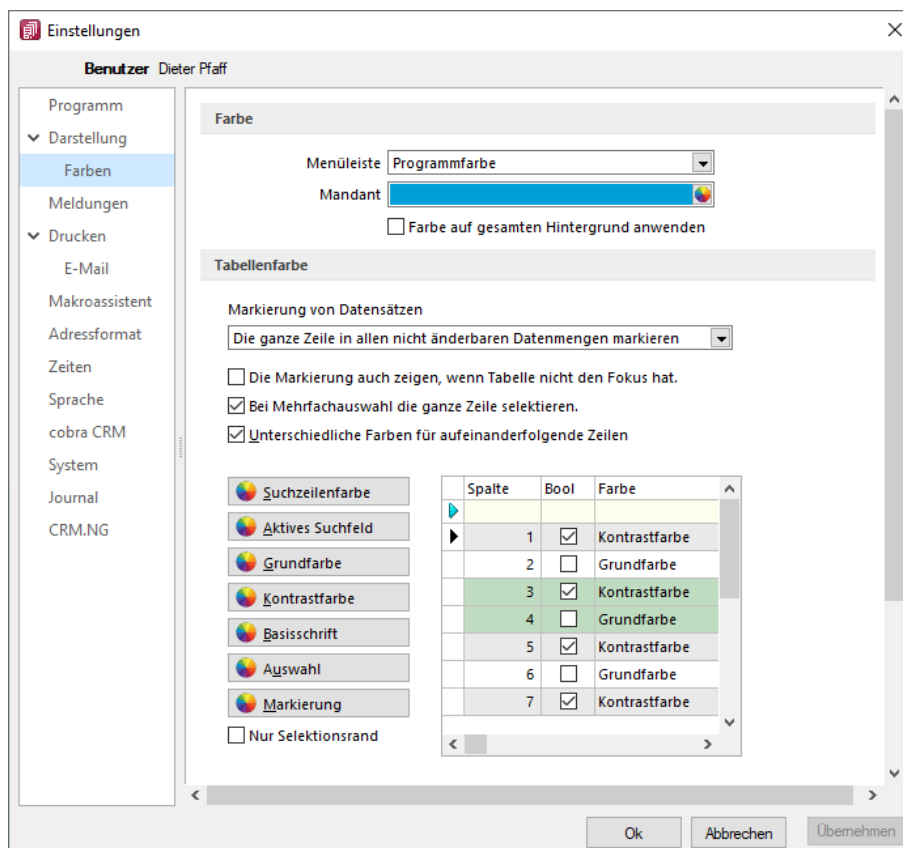 Einstellungen
Benutzer Dieter Pfaff
Programm
Darstellung
Farben
Meldungen
Drucken
E-Mail
Makroassistent
Adressformat
Zeiten
Sprache
cobra CRM
System
Journal
CRM.NG
Farbe
Menüleiste Programmfarbe
Mandant
Farbe auf gesamten Hintergrund anwenden
Tabellenfarbe
Markierung von Datensätzen
Die ganze Zeile in allen nicht änderbaren Datenmengen markieren
Die Markierung auch zeigen, wenn Tabelle nicht den Fokus hat.
Bei Mehrfachauswahl die ganze Zeile selektieren.
Unterschiedliche Farben für aufeinanderfolgende Zeilen
Suchzeilenfarbe
Aktives Suchfeld
Grundfarbe
Kontrastfarbe
Basisschrift
Auswahl
Markierung
Nur Selektionsrand
Spalte Bool Farbe
1 Kontrastfarbe
2 Grundfarbe
3 Kontrastfarbe
4 Grundfarbe
5 Kontrastfarbe
6 Grundfarbe
7 Kontrastfarbe
Ok Abbrechen Übernehmen